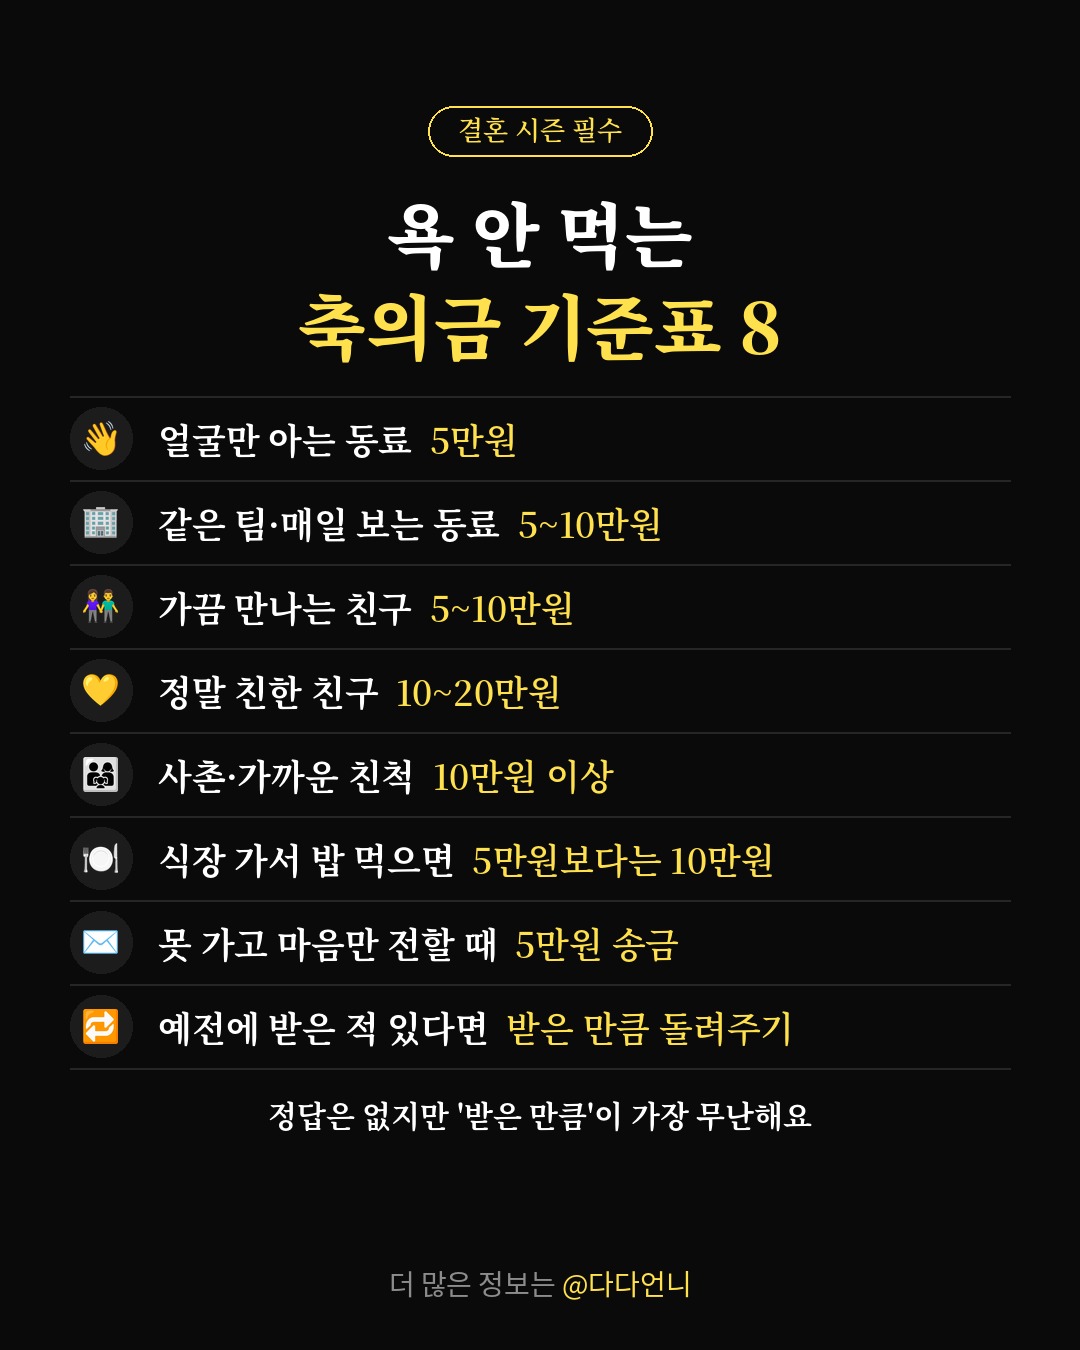 결혼 시즌 필수
욕 안 먹는
축의금 기준표 8
얼굴만 아는 동료 5만원
같은 팀·매일 보는 동료 5~10만원
가끔 만나는 친구 5~10만원
정말 친한 친구 10~20만원
사촌·가까운 친척 10만원 이상
식장 가서 밥 먹으면 5만원보다는 10만원
못 가고 마음만 전할 때 5만원 송금
예전에 받은 적 있다면 받은 만큼 돌려주기
정답은 없지만 '받은 만큼'이 가장 무난해요
더 많은 정보는 @다다언니